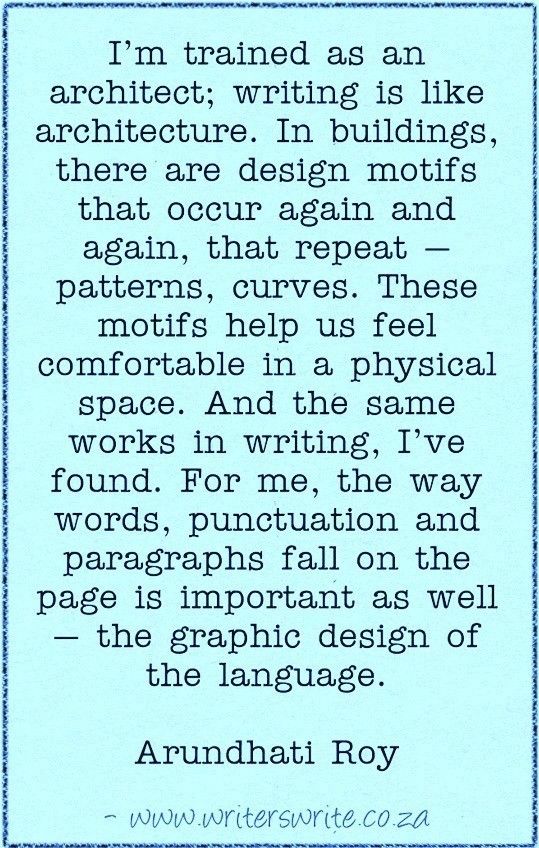 I’m trained as an
architect; writing is like
architecture. In buildings,
there are design motifs
that occur again and
again, that repeat —
patterns, curves. These
motifs help us feel
comfortable in a physical
space. And the same
works in writing, I’ve
found. For me, the way
words, punctuation and
paragraphs fall on the
page is important as well
— the graphic design of
the language.
Arundhati Roy
- www.writerswrite.co.za